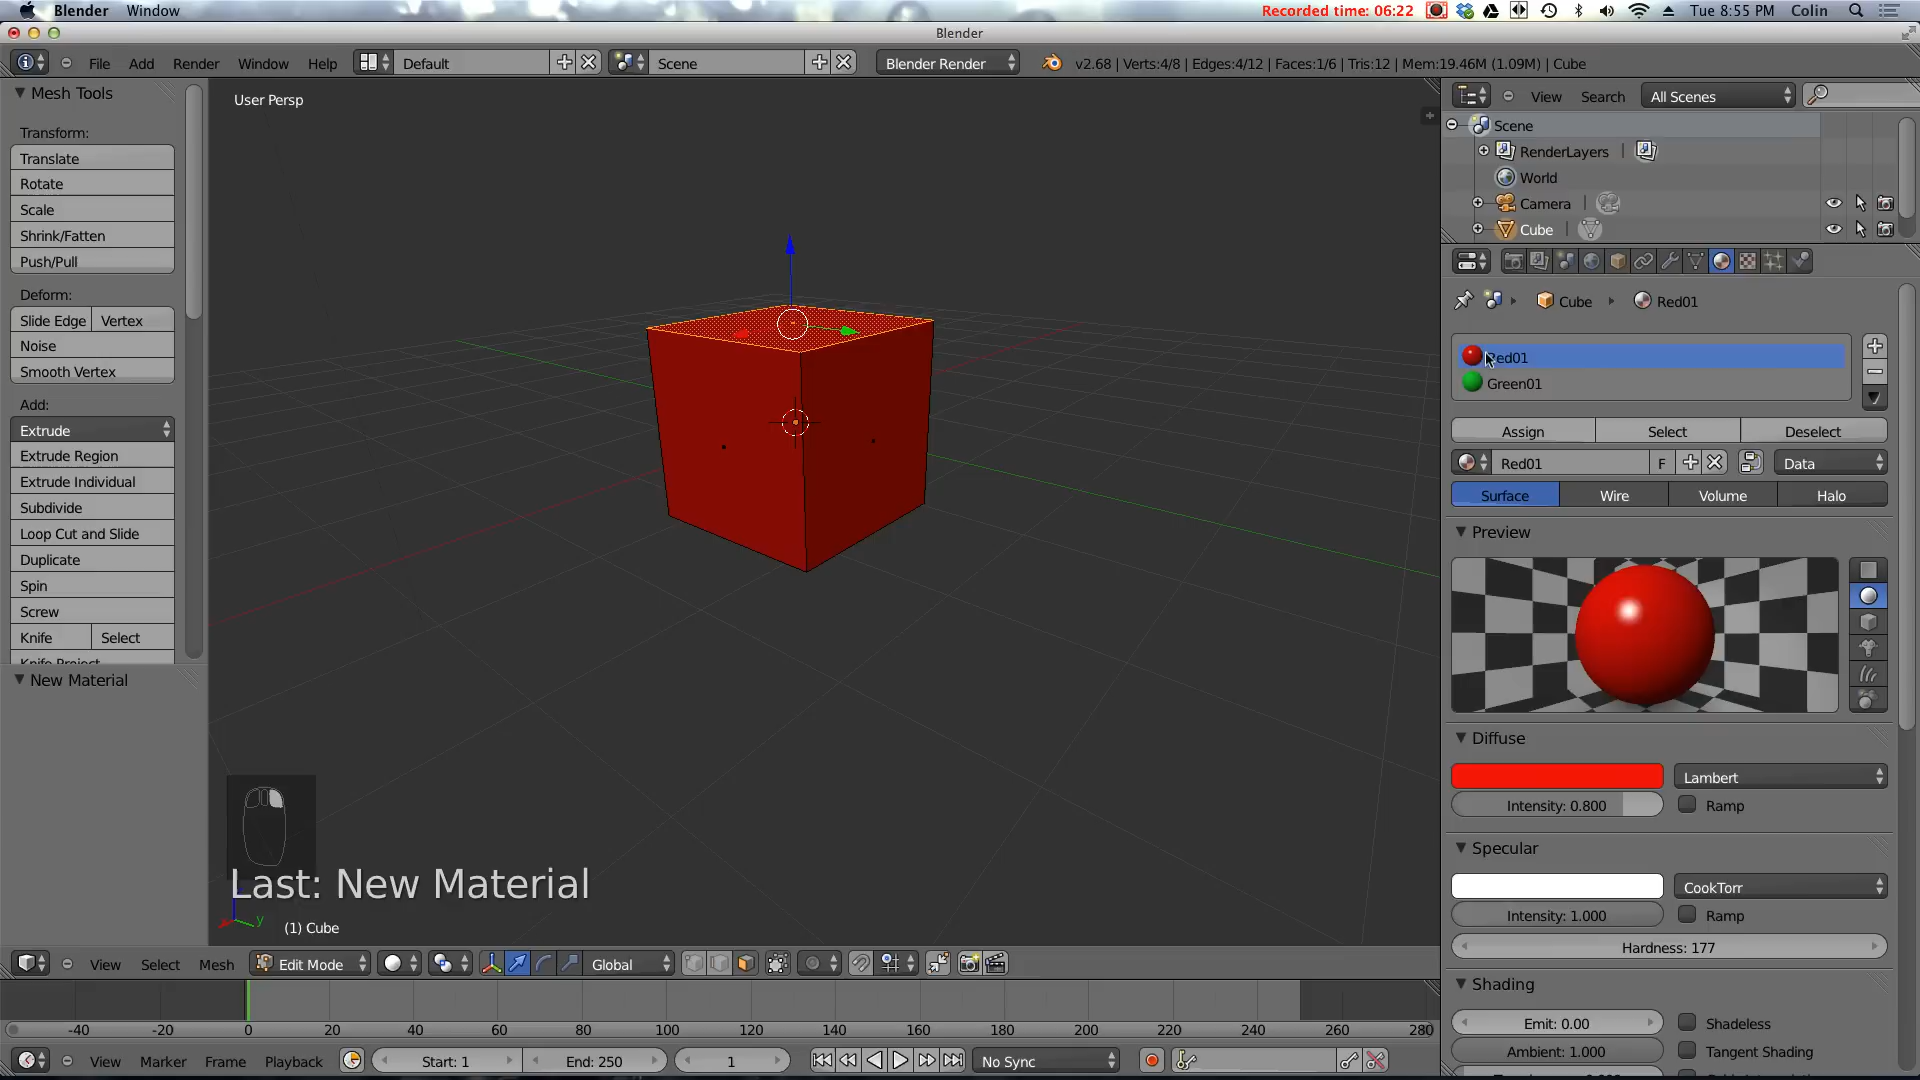 Blender Window Recorded time: 06:22 Tue 8:55 PM Colin
Blender
File Add Render Window Help Default Scene Blender Render v2.68 | Verts:4/8 | Edges:4/12 | Faces:1/6 | Tris:12 | Mem:19.46M (1.09M) | Cube
Mesh Tools
Transform:
Translate
Rotate
Scale
Shrink/Fatten
Push/Pull
Deform:
Slide Edge Vertex
Noise
Smooth Vertex
Add:
Extrude
Extrude Region
Extrude Individual
Subdivide
Loop Cut and Slide
Duplicate
Spin
Screw
Knife Select
Knife Project
New Material
User Persp
Last: New Material
y
(1) Cube
View Search All Scenes
Scene
RenderLayers
World
Camera
Cube
Cube Red01
Red01
Green01
Assign Select Deselect
Red01 F Data
Surface Wire Volume Halo
Preview
Diffuse
Lambert
Intensity: 0.800 Ramp
Specular
CookTorr
Intensity: 1.000 Ramp
Hardness: 177
Shading
Emit: 0.00 Shadeless
Ambient: 1.000 Tangent Shading
View Select Mesh Edit Mode Global
-40 -20 0 20 40 60 80 100 120 140 160 180 200 220 240 260 280
View Marker Frame Playback Start: 1 End: 250 1 No Sync